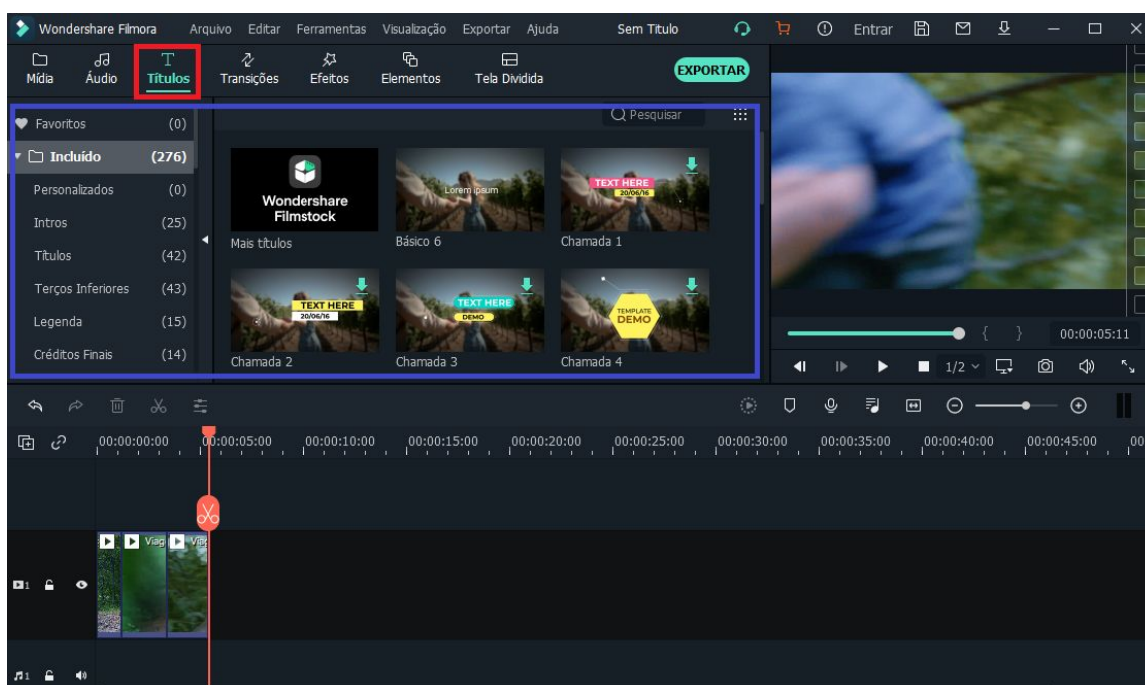 Wondershare Filmora Arquivo Editar Ferramentas Visualização Exportar Ajuda Sem Titulo Entrar
Mídia Áudio Títulos Transições Efeitos Elementos Tela Dividida EXPORTAR
Favoritos (0)
Pesquisar
Incluído (276)
Personalizados (0)
Intros (25)
Títulos (42)
Terços Inferiores (43)
Legenda (15)
Créditos Finais (14)
Wondershare
Filmstock
Mais títulos
Lorem ipsum
Básico 6
TEXT HERE
20/06/16
Chamada 1
TEXT HERE
20/06/16
Chamada 2
TEXT HERE
DEMO
Chamada 3
TEMPLATE
DEMO
Chamada 4
{ } 00:00:05:11
1/2
00:00:00:00 00:00:05:00 00:00:10:00 00:00:15:00 00:00:20:00 00:00:25:00 00:00:30:00 00:00:35:00 00:00:40:00 00:00:45:00 00
Viag
1
1